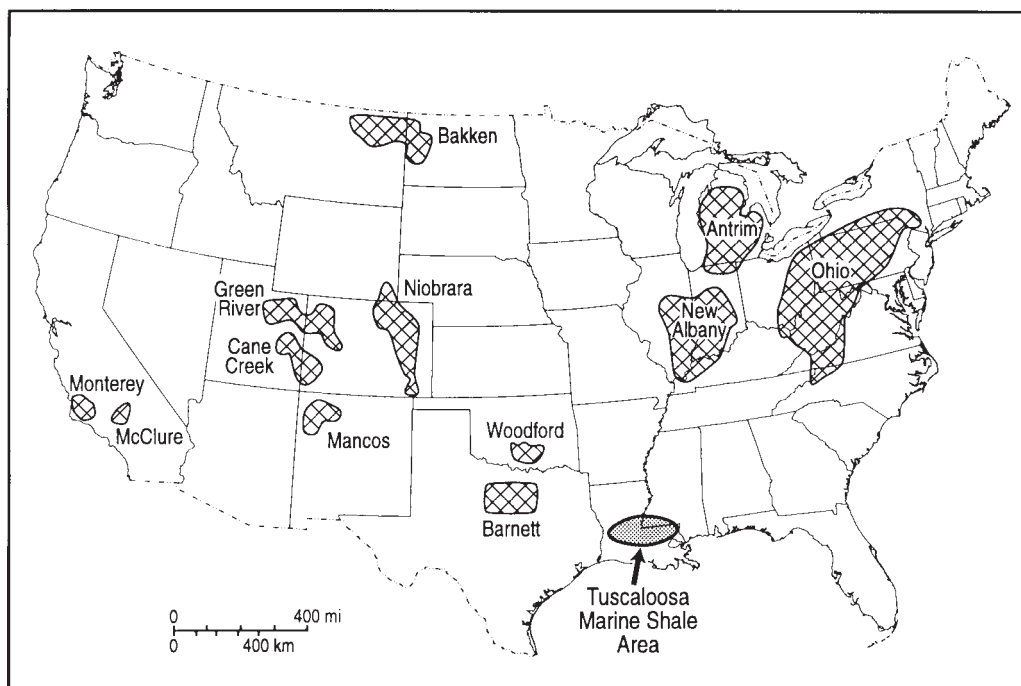 Bakken
Antrim
Ohio
Niobrara
Green
River
New
Albany
Cane
Creek
Monterey
McClure
Mancos
Woodford
Barnett
Tuscaloosa
Marine Shale
Area
0 400 mi
0 400 km